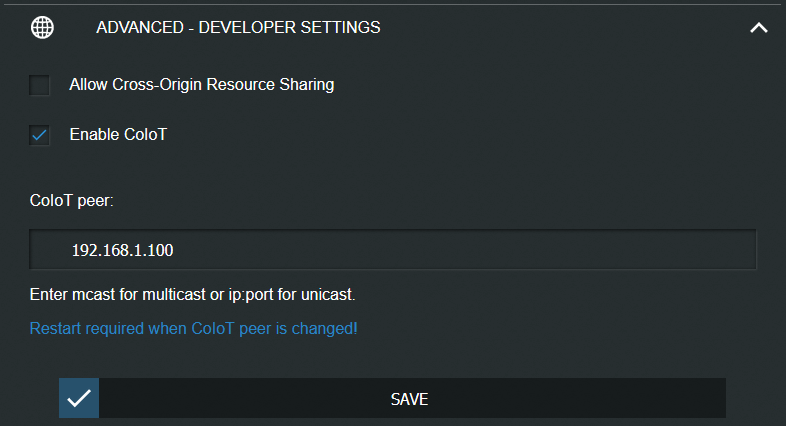 ADVANCED - DEVELOPER SETTINGS
Allow Cross-Origin Resource Sharing
Enable CoIoT
CoIoT peer:
192.168.1.100
Enter mcast for multicast or ip:port for unicast.
Restart required when CoIoT peer is changed!
SAVE